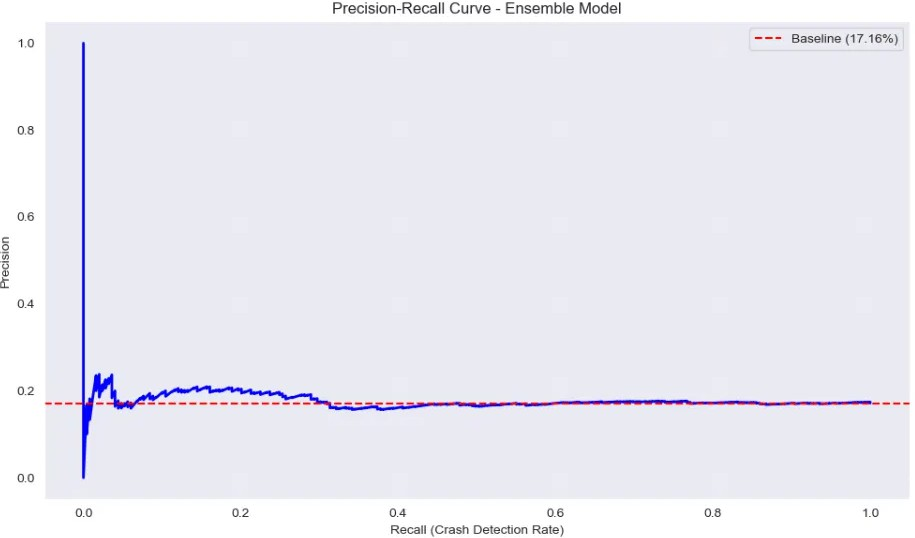 Precision-Recall Curve - Ensemble Model
Baseline (17.16%)
Precision
1.0
0.8
0.6
0.4
0.2
0.0
0.0 0.2 0.4 0.6 0.8 1.0
Recall (Crash Detection Rate)